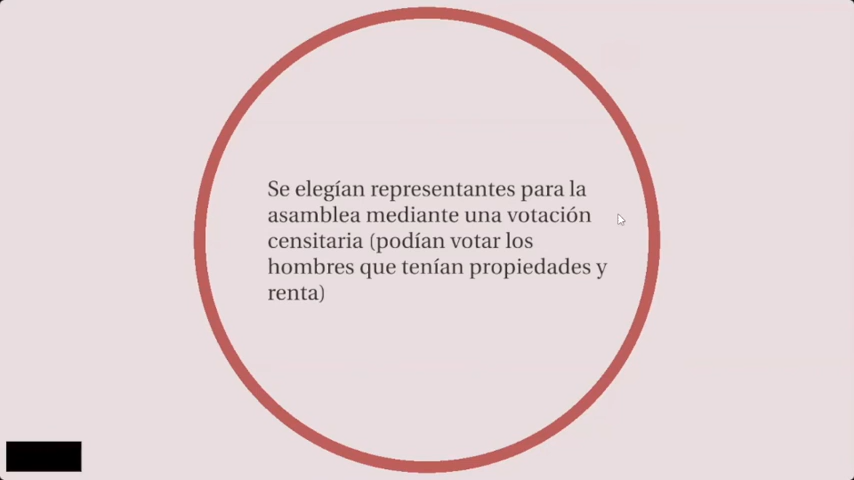 Se elegían representantes para la
asamblea mediante una votación
censitaria (podían votar los
hombres que tenían propiedades y
renta)